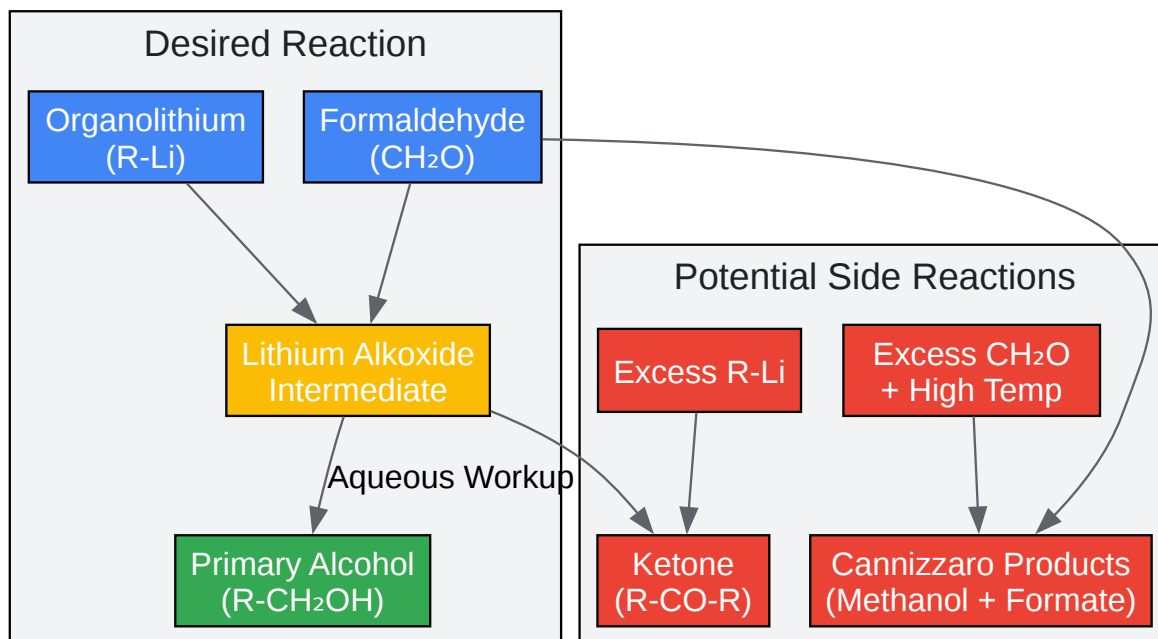 Desired Reaction
Organolithium
(R-Li)
Formaldehyde
(CH₂O)
Lithium Alkoxide
Intermediate
Aqueous Workup
Primary Alcohol
(R-CH₂OH)
Potential Side Reactions
Excess R-Li
Excess CH₂O
+ High Temp
Ketone
(R-CO-R)
Cannizzaro Products
(Methanol + Formate)